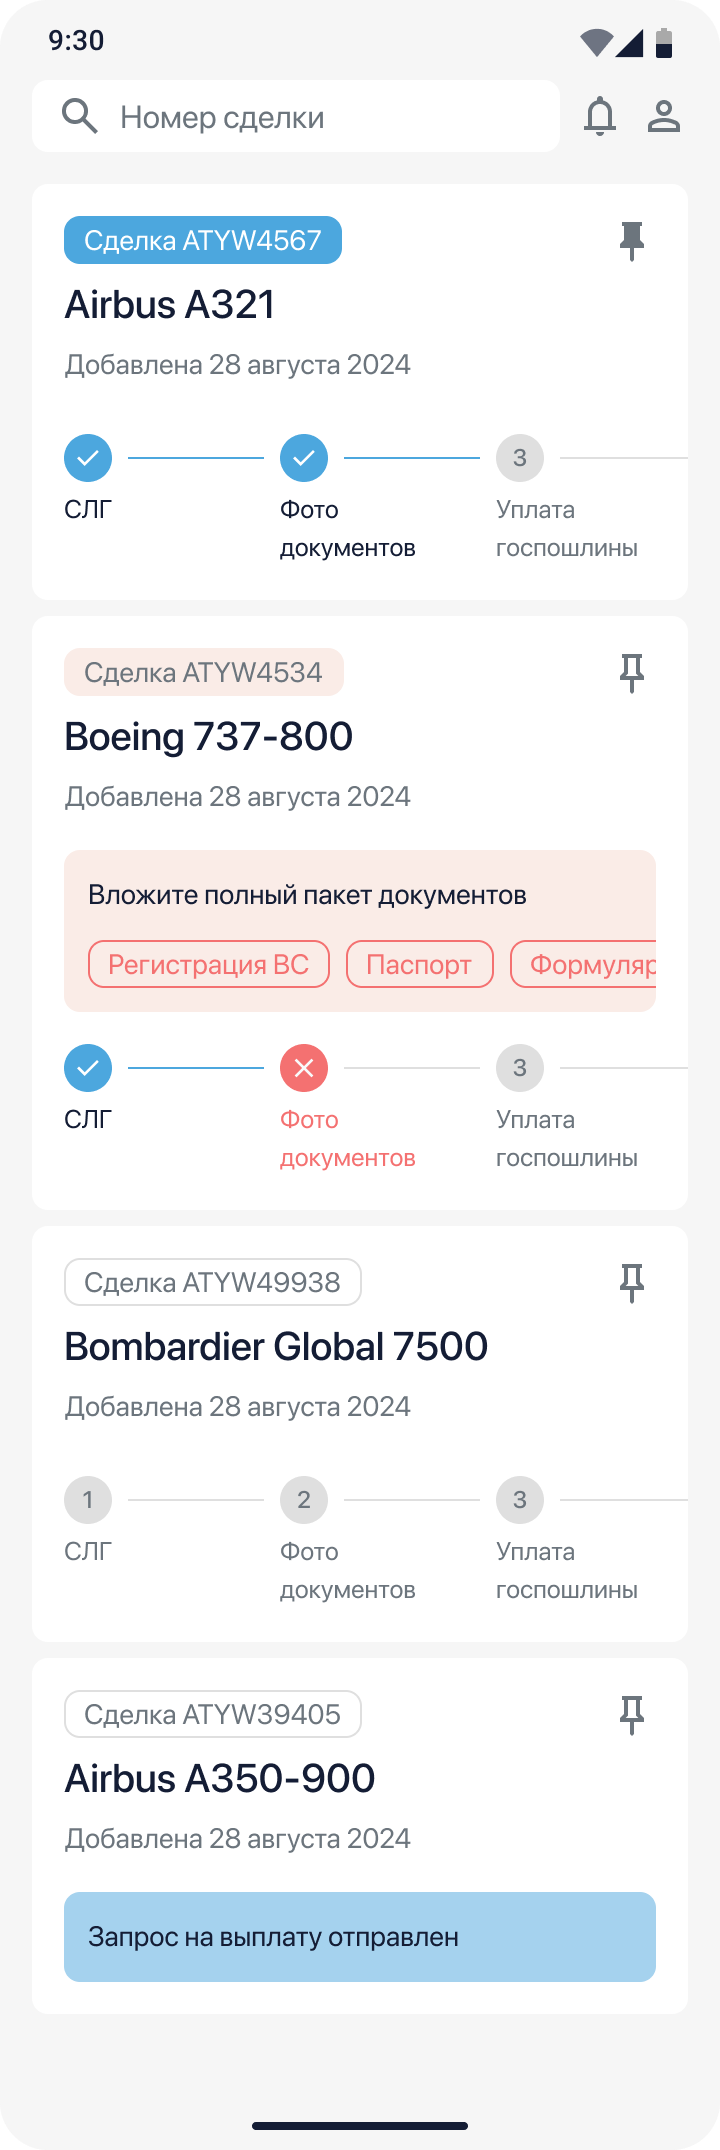 9:30
Номер сделки
Сделка ATYW4567
Airbus A321
Добавлена 28 августа 2024
3
СЛГ Фото Уплата
документов госпошлины
Сделка ATYW4534
Boeing 737-800
Добавлена 28 августа 2024
Вложите полный пакет документов
Регистрация ВС Паспорт Формуляр
3
СЛГ Фото Уплата
документов госпошлины
Сделка ATYW49938
Bombardier Global 7500
Добавлена 28 августа 2024
1 2 3
СЛГ Фото Уплата
документов госпошлины
Сделка ATYW39405
Airbus A350-900
Добавлена 28 августа 2024
Запрос на выплату отправлен